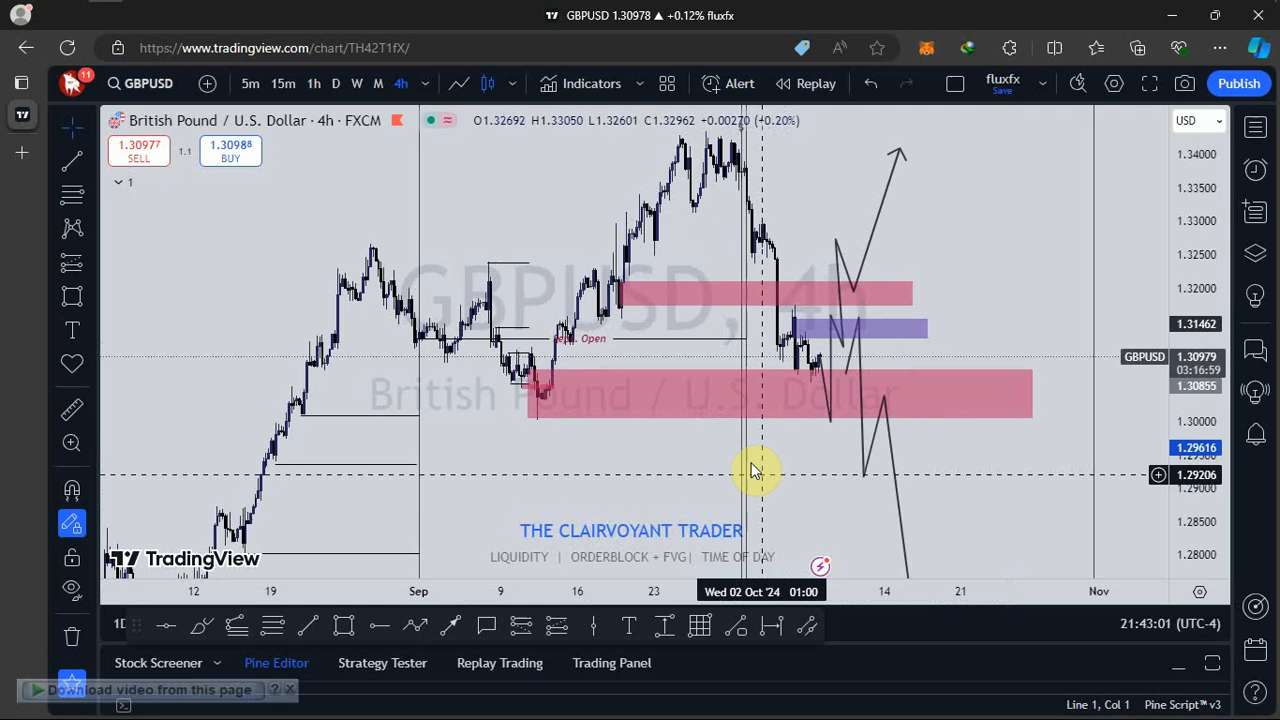 GBPUSD 1.30978 ▲ +0.12% fluxfx
https://www.tradingview.com/chart/TH42T1fX/
11
GBPUSD
5m 15m 1h D W M 4h
Indicators
Alert
Replay
fluxfx
Save
Publish
British Pound / U.S. Dollar · 4h · FXCM
O1.32692 H1.33050 L1.32601 C1.32962 +0.00270 (+0.20%)
USD
1.30977
SELL
1.1
1.30988
BUY
1
GBPUSD, 4h
British Pound / U.S. Dollar
Sept. Open
1.34000
1.33500
1.33000
1.32500
1.32000
1.31462
GBPUSD 1.30979
03:16:59
1.30855
1.30000
1.29616
1.29206
1.28500
1.28000
THE CLAIRVOYANT TRADER
LIQUIDITY | ORDERBLOCK + FVG| TIME OF DAY
TradingView
12 19 Sep 9 16 23 Wed 02 Oct '24 01:00 14 21 Nov
1D
21:43:01 (UTC-4)
Stock Screener
Pine Editor
Strategy Tester
Replay Trading
Trading Panel
Download video from this page ? X
Line 1, Col 1 Pine Script™ v3